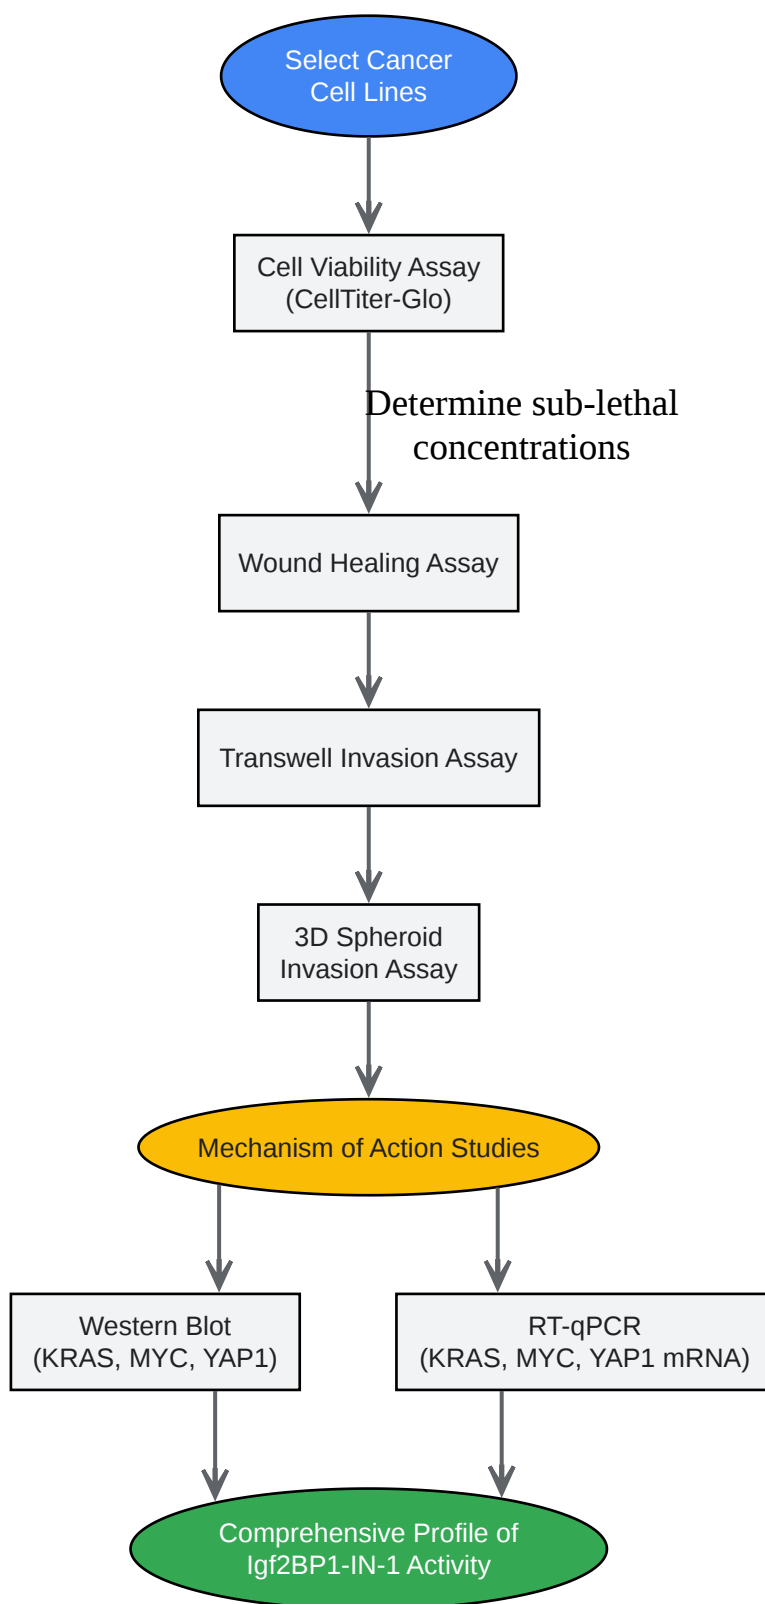 Select Cancer
Cell Lines
Cell Viability Assay
(CellTiter-Glo)
Determine sub-lethal
concentrations
Wound Healing Assay
Transwell Invasion Assay
3D Spheroid
Invasion Assay
Mechanism of Action Studies
Western Blot
(KRAS, MYC, YAP1)
RT-qPCR
(KRAS, MYC, YAP1 mRNA)
Comprehensive Profile of
Igf2BP1-IN-1 Activity